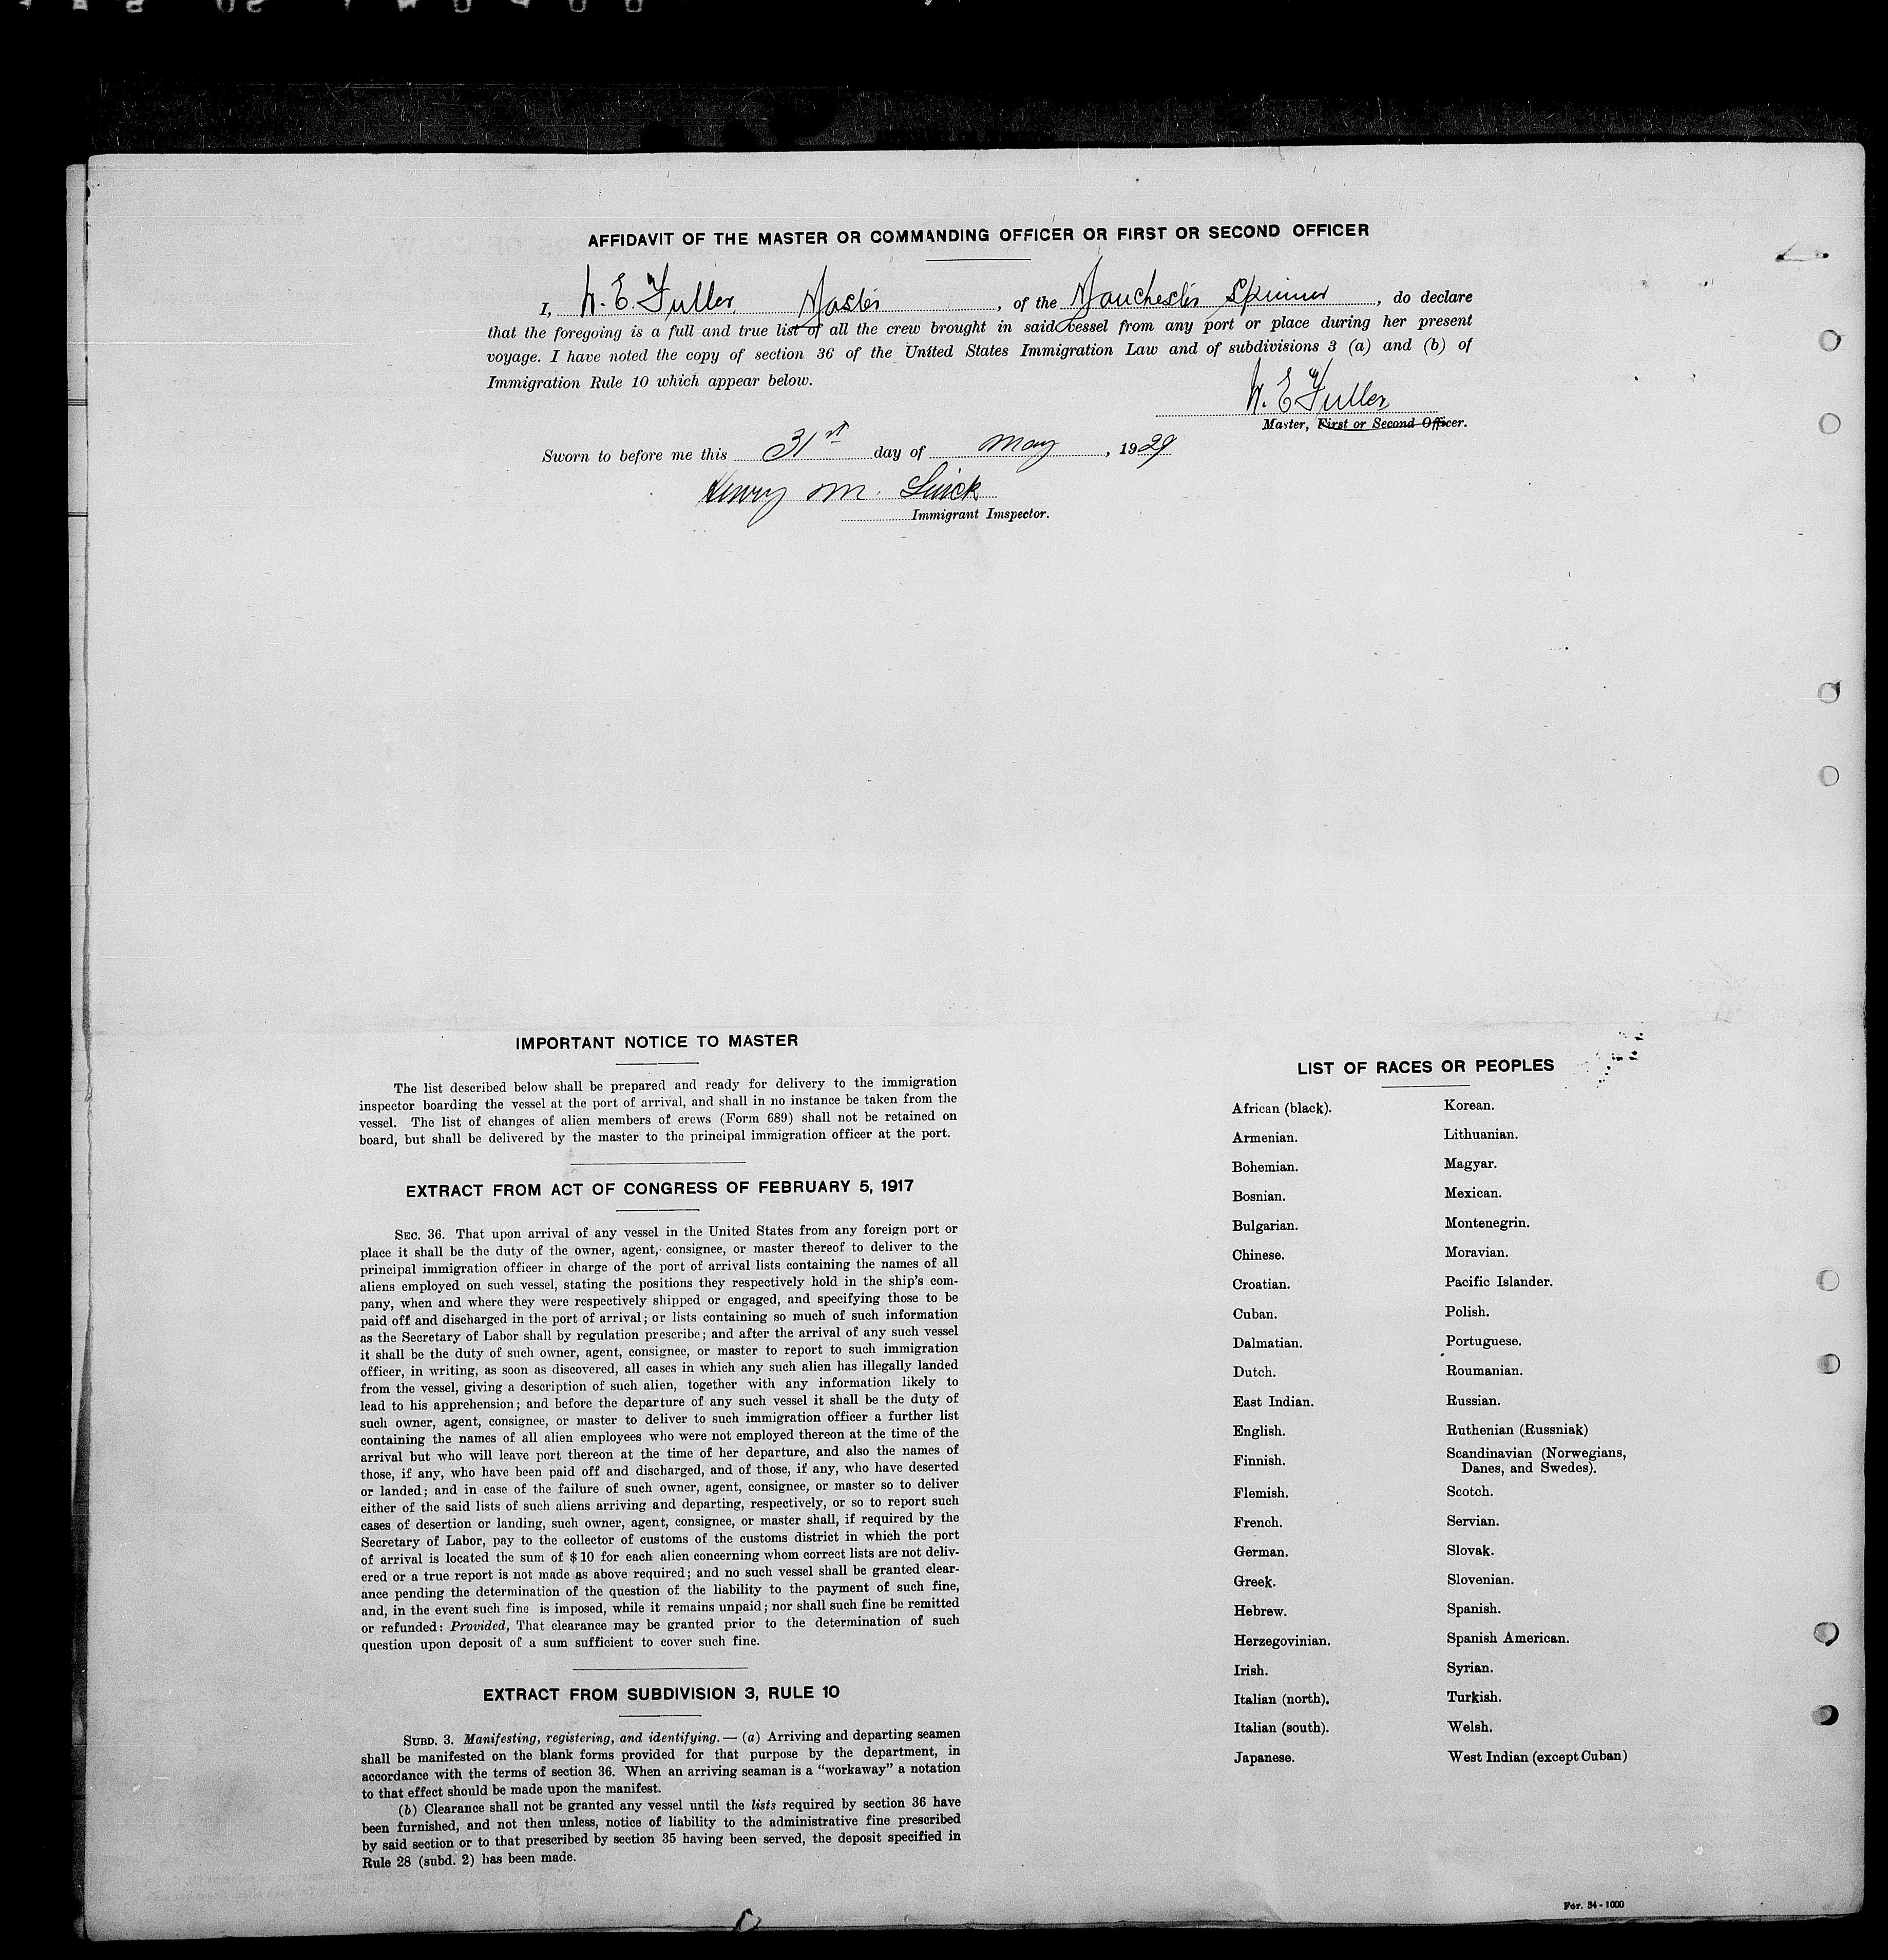 AFFIDAVIT OF THE MASTER OR COMMANDING OFFICER OR FIRST OR SECOND OFFICER
I, W. E. Fuller, Master, of the Manchester Spinner, do declare
that the foregoing is a full and true list of all the crew brought in said vessel from any port or place during her present
voyage. I have noted the copy of section 36 of the United States Immigration Law and of subdivisions 3 (a) and (b) of
Immigration Rule 10 which appear below.
W. E. Fuller
Master, First or Second Officer.
Sworn to before me this 31st day of May, 1929
Henry M.
Immigrant Imspector.
IMPORTANT NOTICE TO MASTER
The list described below shall be prepared and ready for delivery to the immigration
inspector boarding the vessel at the port of arrival, and shall in no instance be taken from the
vessel. The list of changes of alien members of crews (Form 689) shall not be retained on
board, but shall be delivered by the master to the principal immigration officer at the port.
EXTRACT FROM ACT OF CONGRESS OF FEBRUARY 5, 1917
SEC. 36. That upon arrival of any vessel in the United States from any foreign port or
place it shall be the duty of the owner, agent, consignee, or master thereof to deliver to the
principal immigration officer in charge of the port of arrival lists containing the names of all
aliens employed on such vessel, stating the positions they respectively hold in the ship's com-
pany, when and where they were respectively shipped or engaged, and specifying those to be
paid off and discharged in the port of arrival; or lists containing so much of such information
as the Secretary of Labor shall by regulation prescribe; and after the arrival of any such vessel
it shall be the duty of such owner, agent, consignee, or master to report to such immigration
officer, in writing, as soon as discovered, all cases in which any such alien has illegally landed
from the vessel, giving a description of such alien, together with any information likely to
lead to his apprehension; and before the departure of any such vessel it shall be the duty of
such owner, agent, consignee, or master to deliver to such immigration officer a further list
containing the names of all alien employees who were not employed thereon at the time of the
arrival but who will leave port thereon at the time of her departure, and also the names of
those, if any, who have been paid off and discharged, and of those, if any, who have deserted
or landed; and in case of the failure of such owner, agent, consignee, or master so to deliver
either of the said lists of such aliens arriving and departing, respectively, or so to report such
cases of desertion or landing, such owner, agent, consignee, or master shall, if required by the
Secretary of Labor, pay to the collector of customs of the customs district in which the port
of arrival is located the sum of $10 for each alien concerning whom correct lists are not deliv-
ered or a true report is not made as above required; and no such vessel shall be granted clear-
ance pending the determination of the question of the liability to the payment of such fine,
and, in the event such fine is imposed, while it remains unpaid; nor shall such fine be remitted
or refunded: Provided, That clearance may be granted prior to the determination of such
question upon deposit of a sum sufficient to cover such fine.
EXTRACT FROM SUBDIVISION 3, RULE 10
SUBD. 3. Manifesting, registering, and identifying.— (a) Arriving and departing seamen
shall be manifested on the blank forms provided for that purpose by the department, in
accordance with the terms of section 36. When an arriving seaman is a "workaway" a notation
to that effect should be made upon the manifest.
(b) Clearance shall not be granted any vessel until the lists required by section 36 have
been furnished, and not then unless, notice of liability to the administrative fine prescribed
by said section or to that prescribed by section 35 having been served, the deposit specified in
Rule 28 (subd. 2) has been made.
LIST OF RACES OR PEOPLES
African (black).
Armenian.
Bohemian.
Bosnian.
Bulgarian.
Chinese.
Croatian.
Cuban.
Dalmatian.
Dutch.
East Indian.
English.
Finnish.
Flemish.
French.
German.
Greek.
Hebrew.
Herzegovinian.
Irish.
Italian (north).
Italian (south).
Japanese.
Korean.
Lithuanian.
Magyar.
Mexican.
Montenegrin.
Moravian.
Pacific Islander.
Polish.
Portuguese.
Roumanian.
Russian.
Ruthenian (Russniak)
Scandinavian (Norwegians,
Danes, and Swedes).
Scotch.
Servian.
Slovak.
Slovenian.
Spanish.
Spanish American.
Syrian.
Turkish.
Welsh.
West Indian (except Cuban)
For. 34-1000